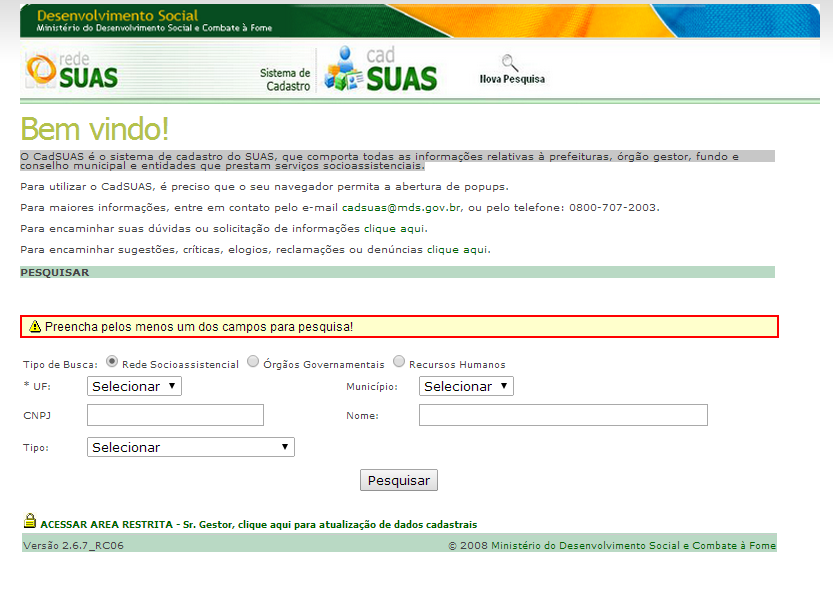 Desenvolvimento Social
Ministério do Desenvolvimento Social e Combate à Fome
rede
SUAS
Sistema de
Cadastro
cad
SUAS
Nova Pesquisa
Bem vindo!
O CadSUAS é o sistema de cadastro do SUAS, que comporta todas as informações relativas à prefeituras, órgão gestor, fundo e
conselho municipal e entidades que prestam serviços socioassistenciais.
Para utilizar o CadSUAS, é preciso que o seu navegador permita a abertura de popups.
Para maiores informações, entre em contato pelo e-mail cadsuas@mds.gov.br, ou pelo telefone: 0800-707-2003.
Para encaminhar suas dúvidas ou solicitação de informações clique aqui.
Para encaminhar sugestões, críticas, elogios, reclamações ou denúncias clique aqui.
PESQUISAR
Preencha pelos menos um dos campos para pesquisa!
Tipo de Busca: Rede Socioassistencial Órgãos Governamentais Recursos Humanos
* UF: Selecionar Município: Selecionar
CNPJ Nome:
Tipo: Selecionar
Pesquisar
ACESSAR AREA RESTRITA - Sr. Gestor, clique aqui para atualização de dados cadastrais
Versão 2.6.7_RC06 © 2008 Ministério do Desenvolvimento Social e Combate à Fome